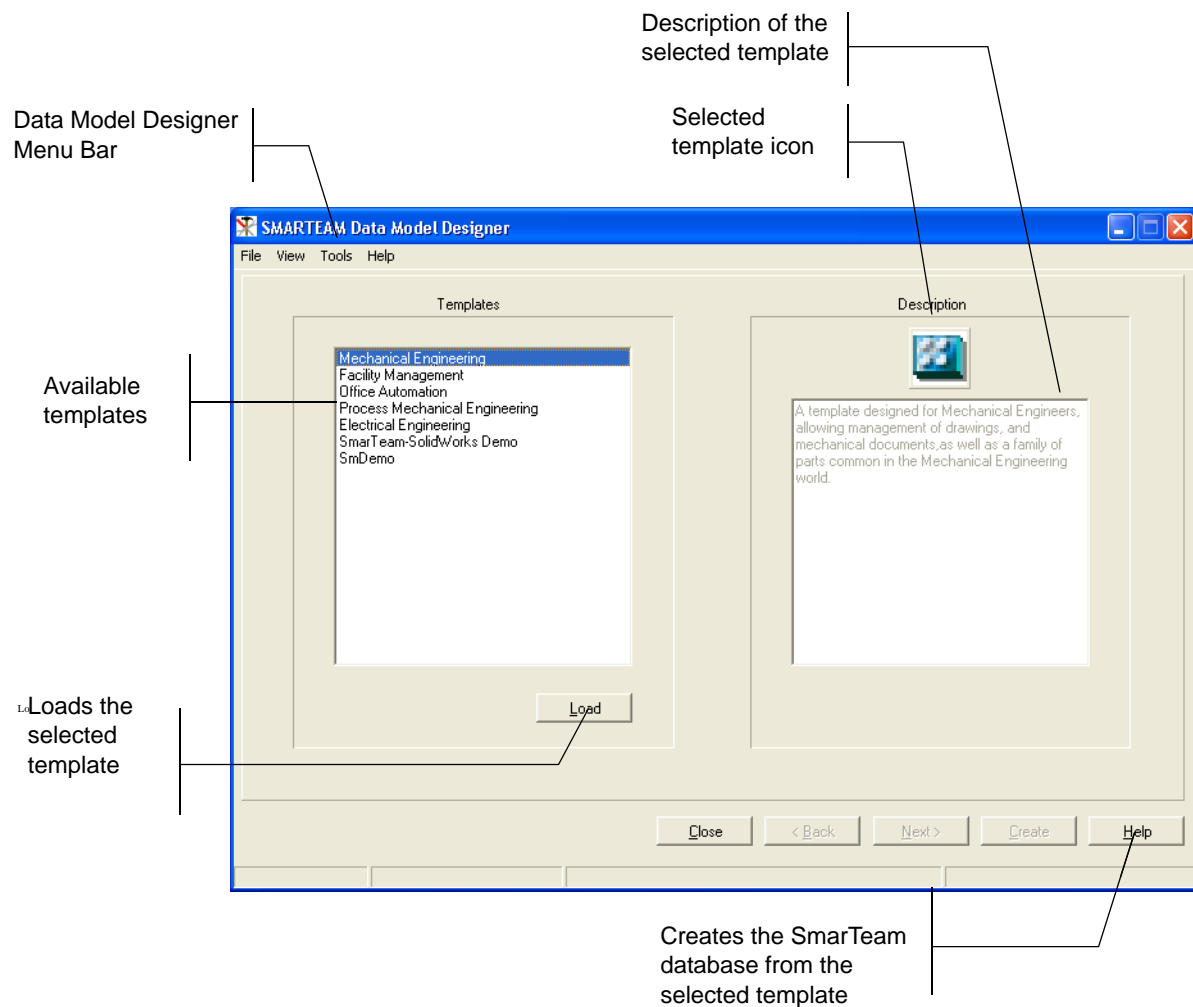 Description of the
selected template
Selected
template icon
Data Model Designer
Menu Bar
SMARTEAM Data Model Designer
File View Tools Help
Templates
Description
Mechanical Engineering
Facility Management
Office Automation
Process Mechanical Engineering
Electrical Engineering
SmarTeam-SolidWorks Demo
SmDemo
A template designed for Mechanical Engineers,
allowing management of drawings, and
mechanical documents,as well as a family of
parts common in the Mechanical Engineering
world.
Available
templates
Load
LoLoads the
selected
template
Close
< Back
Next >
Create
Help
Creates the SmarTeam
database from the
selected template